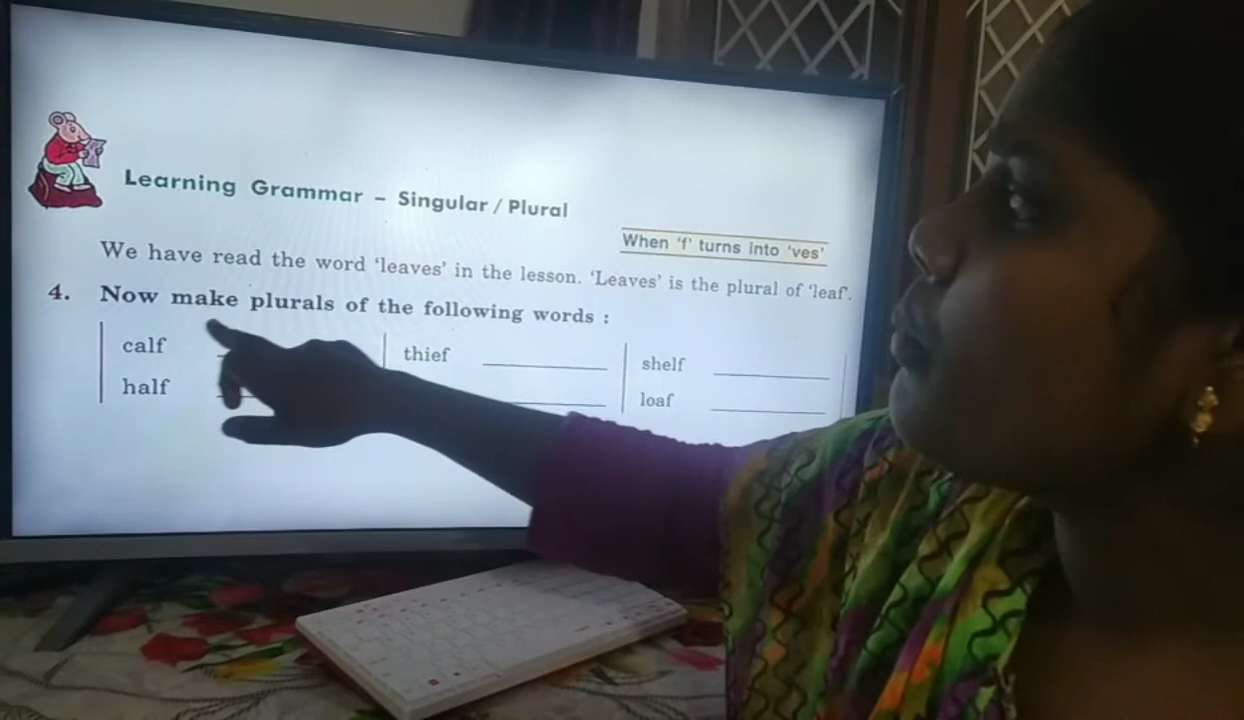 Learning Grammar – Singular / Plural
When 'f' turns into 'ves'
We have read the word 'leaves' in the lesson. 'Leaves' is the plural of 'leaf'.
4. Now make plurals of the following words :
calf thief shelf
half loaf